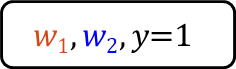 w₁, w₂, y=1